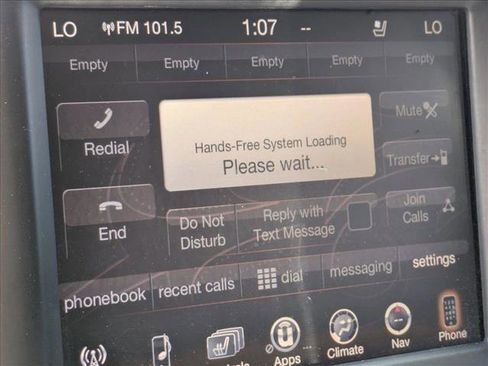 LO FM 101.5 1:07 -- LO
Empty Empty Empty Empty Empty
Redial
Hands-Free System Loading
Please wait...
Mute
Transfer
End
Do Not
Disturb
Reply with
Text Message
Join
Calls
phonebook recent calls dial messaging settings
Apps Climate Nav Phone